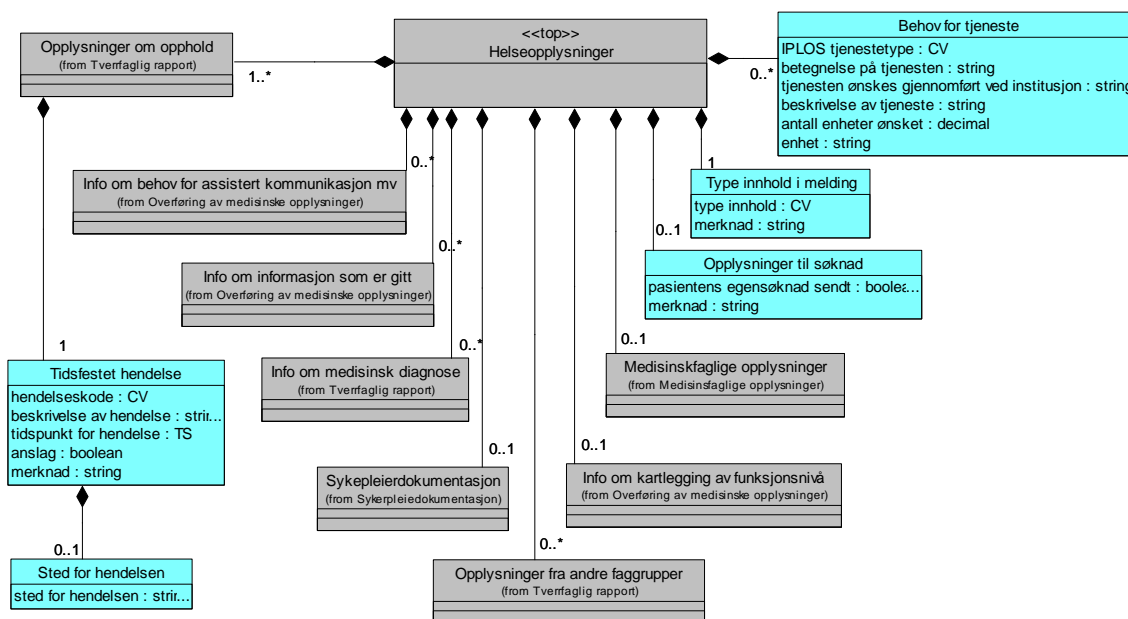 Opplysninger om opphold
(from Tverrfaglig rapport)
1..*
<<top>>
Helseopplysninger
0..*
Behov for tjeneste
IPLOS tjenestetype : CV
betegnelse på tjenesten : string
tjenesten ønskes gjennomført ved institusjon : string
beskrivelse av tjeneste : string
antall enheter ønsket : decimal
enhet : string
0..*
Info om behov for assistert kommunikasjon mv
(from Overføring av medisinske opplysninger)
1
Type innhold i melding
type innhold : CV
merknad : string
0..*
Info om informasjon som er gitt
(from Overføring av medisinske opplysninger)
0..1
Opplysninger til søknad
pasientens egensøknad sendt : boolea...
merknad : string
1
Tidsfestet hendelse
hendelseskode : CV
beskrivelse av hendelse : strin...
tidspunkt for hendelse : TS
anslag : boolean
merknad : string
0..*
Info om medisinsk diagnose
(from Tverrfaglig rapport)
0..1
Medisinskfaglige opplysninger
(from Medisinsfaglige opplysninger)
0..1
Sykepleierdokumentasjon
(from Sykerpleiedokumentasjon)
0..1
Info om kartlegging av funksjonsnivå
(from Overføring av medisinske opplysninger)
0..1
Sted for hendelsen
sted for hendelsen : strin...
0..*
Opplysninger fra andre faggrupper
(from Tverrfaglig rapport)